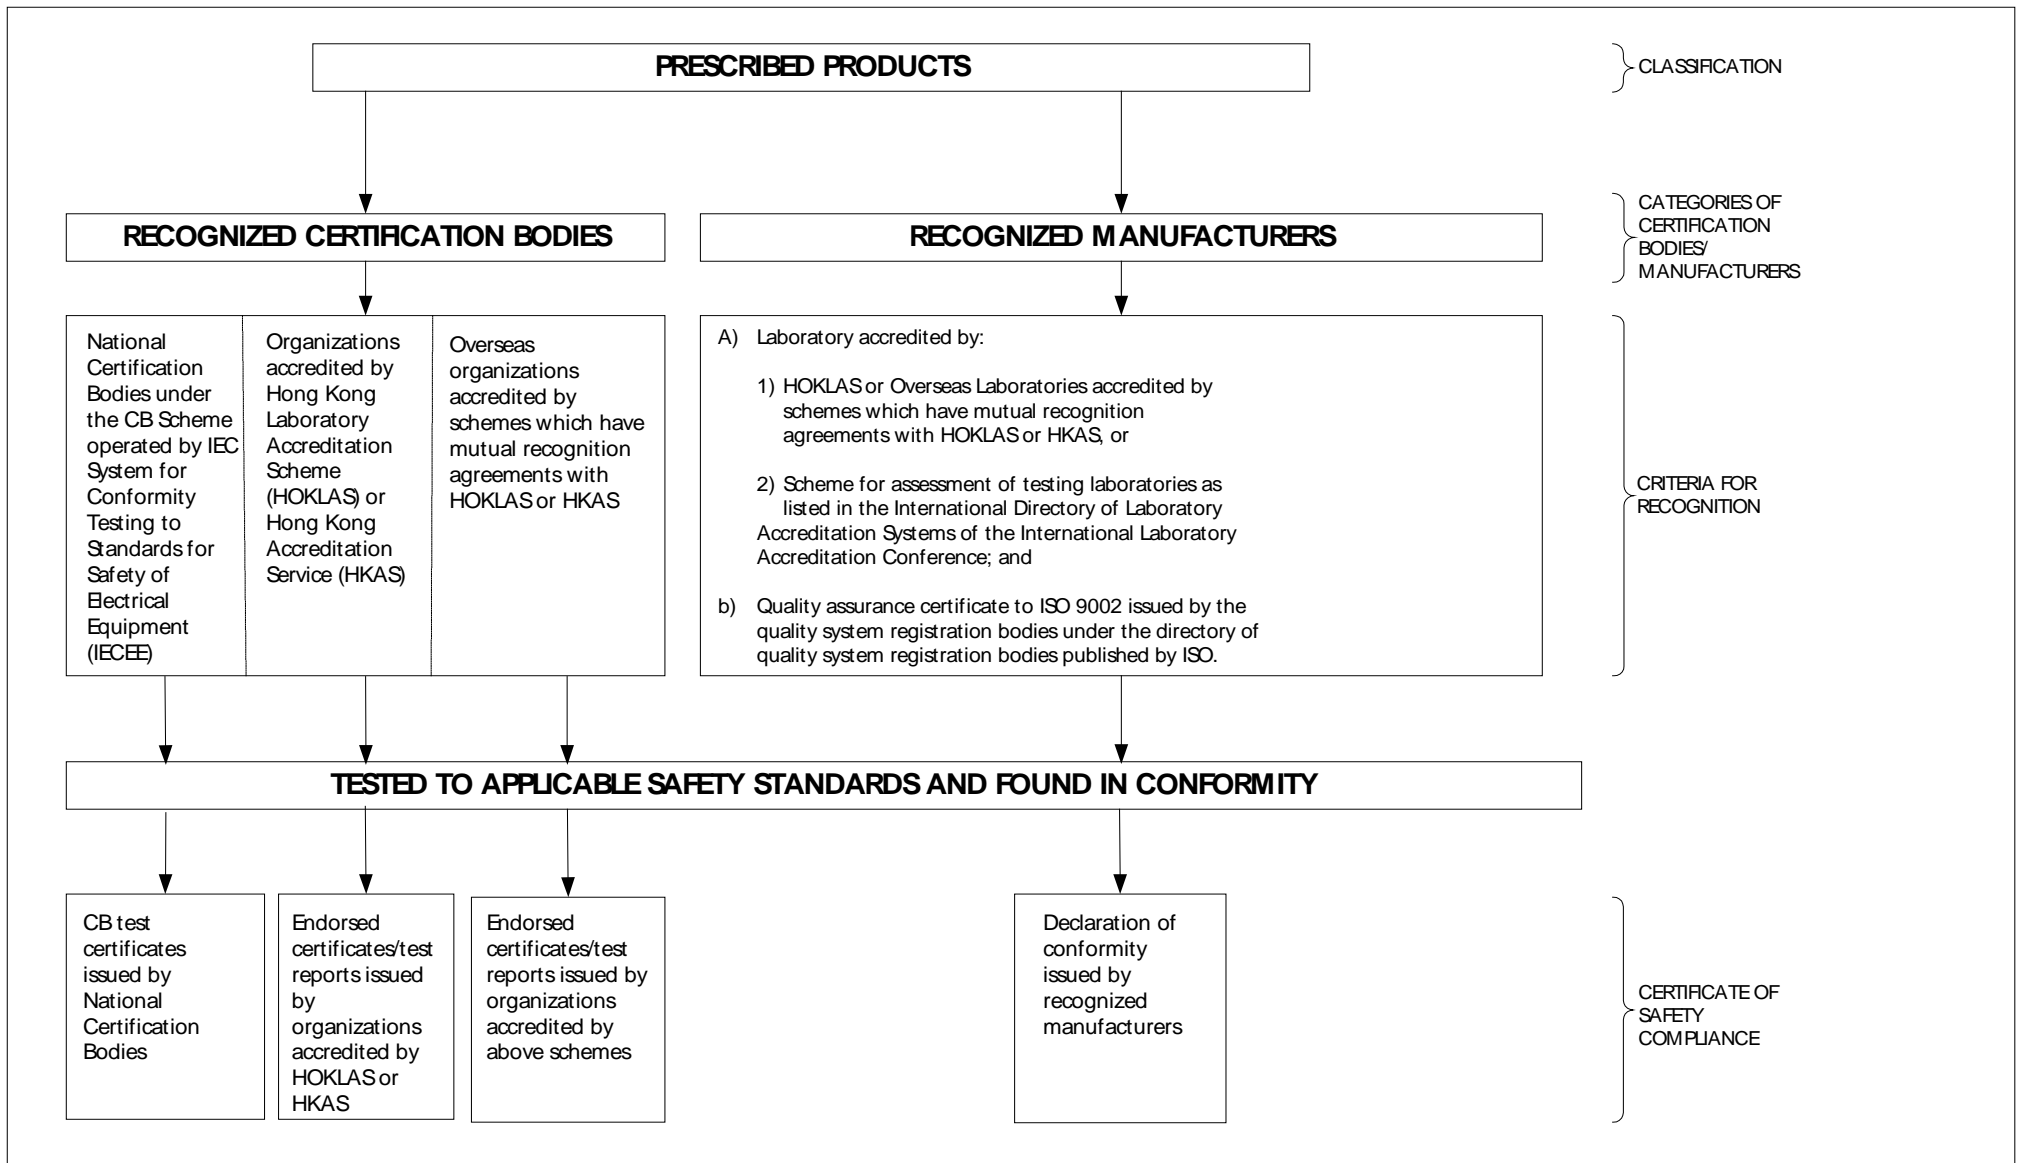 PRESCRIBED PRODUCTS
CLASSIFICATION
RECOGNIZED CERTIFICATION BODIES
RECOGNIZED MANUFACTURERS
CATEGORIES OF
CERTIFICATION
BODIES/
MANUFACTURERS
National
Certification
Bodies under
the CB Scheme
operated by IEC
System for
Conformity
Testing to
Standards for
Safety of
Electrical
Equipment
(IECEE)
Organizations
accredited by
Hong Kong
Laboratory
Accreditation
Scheme
(HOKLAS) or
Hong Kong
Accreditation
Service (HKAS)
Overseas
organizations
accredited by
schemes which have
mutual recognition
agreements with
HOKLAS or HKAS
A) Laboratory accredited by:
1) HOKLAS or Overseas Laboratories accredited by
schemes which have mutual recognition
agreements with HOKLAS or HKAS, or
2) Scheme for assessment of testing laboratories as
listed in the International Directory of Laboratory
Accreditation Systems of the International Laboratory
Accreditation Conference; and
b) Quality assurance certificate to ISO 9002 issued by the
quality system registration bodies under the directory of
quality system registration bodies published by ISO.
CRITERIA FOR
RECOGNITION
TESTED TO APPLICABLE SAFETY STANDARDS AND FOUND IN CONFORMITY
CB test
certificates
issued by
National
Certification
Bodies
Endorsed
certificates/test
reports issued
by
organizations
accredited by
HOKLAS or
HKAS
Endorsed
certificates/test
reports issued by
organizations
accredited by
above schemes
Declaration of
conformity
issued by
recognized
manufacturers
CERTIFICATE OF
SAFETY
COMPLIANCE